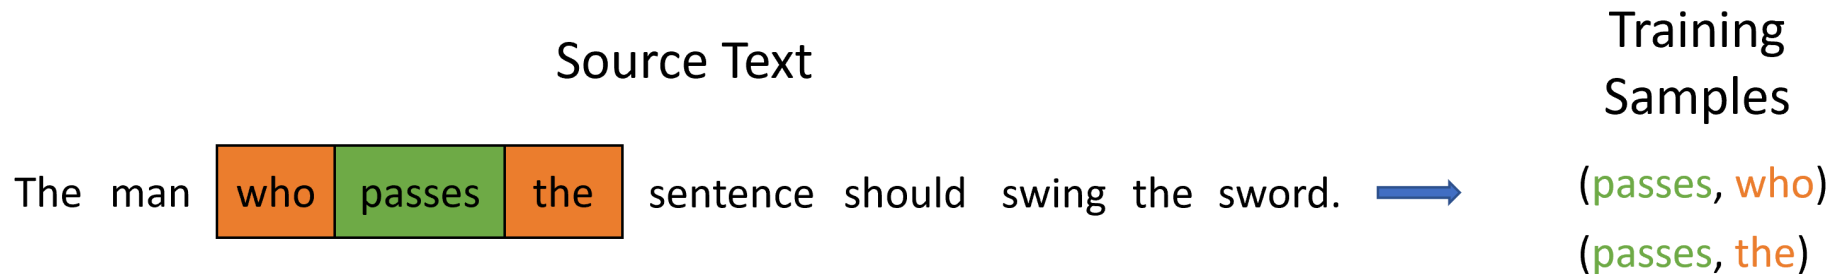 Source Text
Training
Samples
The man who passes the sentence should swing the sword.
(passes, who)
(passes, the)